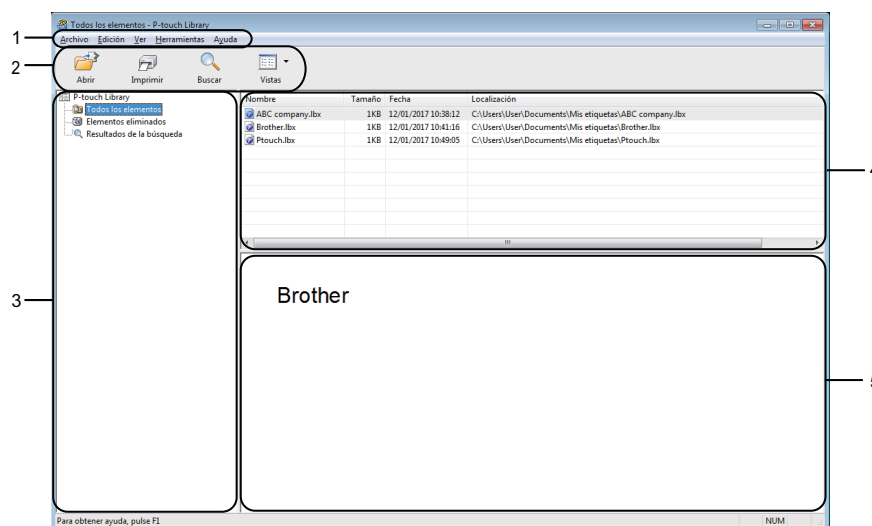 Todos los elementos - P-touch Library
1
Archivo Edición Ver Herramientas Ayuda
2
Abrir Imprimir Buscar Vistas
P-touch Library
Todos los elementos
Elementos eliminados
Resultados de la búsqueda
Nombre Tamaño Fecha Localización
ABC company.lbx 1KB 12/01/2017 10:38:12 C:\Users\User\Documents\Mis etiquetas\ABC company.lbx
Brother.lbx 1KB 12/01/2017 10:41:16 C:\Users\User\Documents\Mis etiquetas\Brother.lbx
Ptouch.lbx 1KB 12/01/2017 10:49:05 C:\Users\User\Documents\Mis etiquetas\Ptouch.lbx
4
3
Brother
5
Para obtener ayuda, pulse F1 NUM